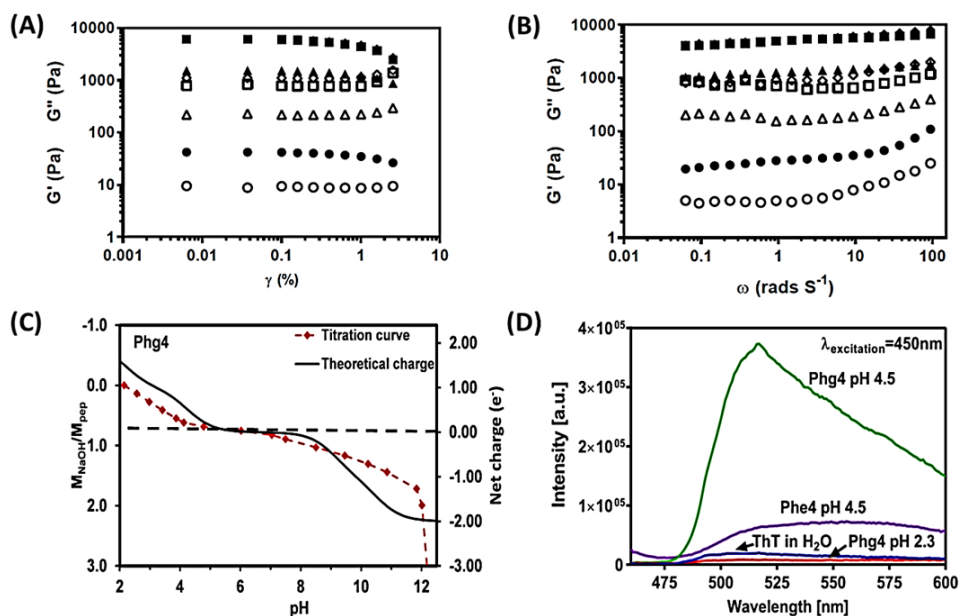 (A)
10000
1000
100
10
1
G' (Pa) G'' (Pa)
0.001 0.01 0.1 1 10
γ (%)
(B)
10000
1000
100
10
1
G' (Pa) G'' (Pa)
0.01 0.1 1 10 100
ω (rads S⁻¹)
(C)
Phg4
Titration curve
Theoretical charge
-1.0
0.0
1.0
2.0
3.0
M_NaOH/M_pep
2.00
1.00
0.00
-1.00
-2.00
-3.00
Net charge (e⁻)
2 4 6 8 10 12
pH
(D)
4×10⁰⁵
3×10⁰⁵
2×10⁰⁵
1×10⁰⁵
0
Intensity [a.u.]
λexcitation=450nm
Phg4 pH 4.5
Phe4 pH 4.5
ThT in H₂O
Phg4 pH 2.3
475 500 525 550 575 600
Wavelength [nm]